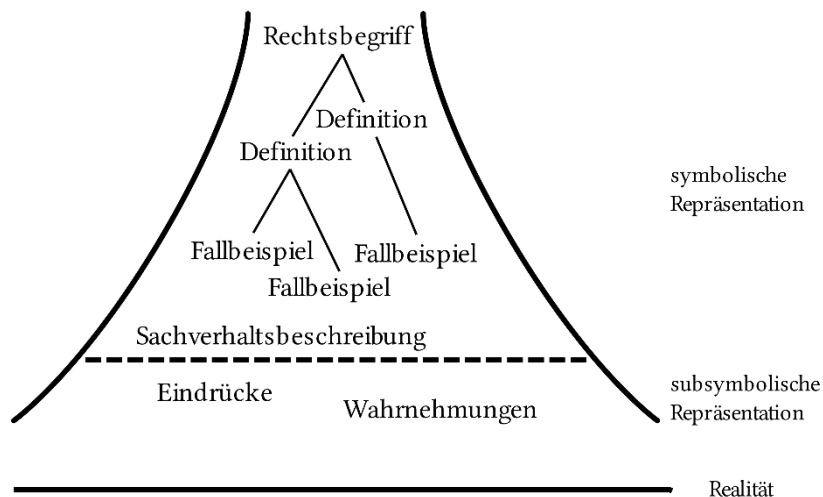 Rechtsbegriff
Definition
Definition
symbolische
Repräsentation
Fallbeispiel
Fallbeispiel
Fallbeispiel
Sachverhaltsbeschreibung
Eindrücke
Wahrnehmungen
subsymbolische
Repräsentation
Realität